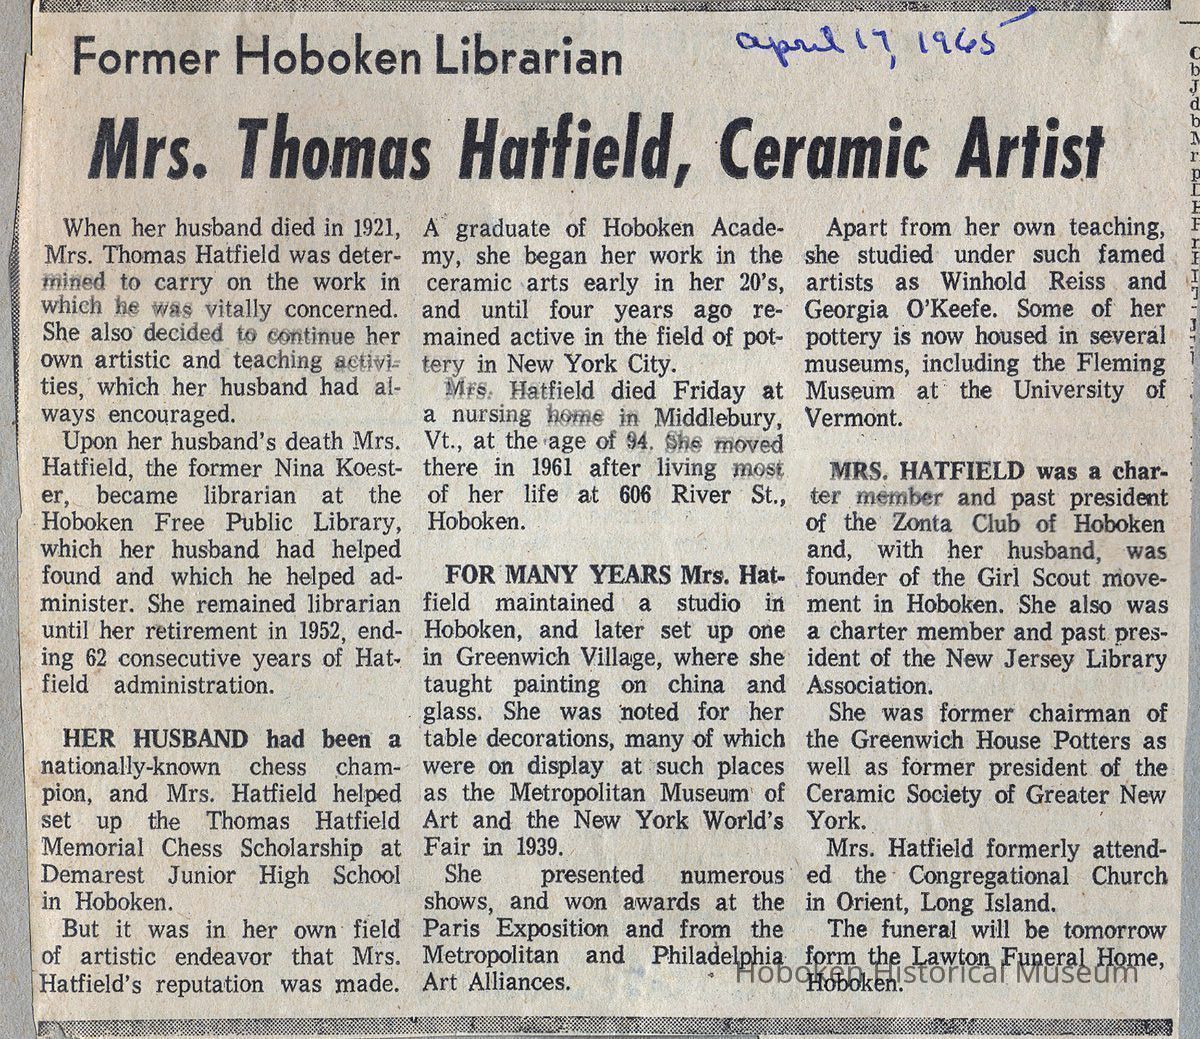 april 17, 1965
Former Hoboken Librarian
Mrs. Thomas Hatfield, Ceramic Artist
When her husband died in 1921,
Mrs. Thomas Hatfield was deter-
mined to carry on the work in
which he was vitally concerned.
She also decided to continue her
own artistic and teaching activi-
ties, which her husband had al-
ways encouraged.
Upon her husband's death Mrs.
Hatfield, the former Nina Koest-
er, became librarian at the
Hoboken Free Public Library,
which her husband had helped
found and which he helped ad-
minister. She remained librarian
until her retirement in 1952, end-
ing 62 consecutive years of Hat-
field administration.
HER HUSBAND had been a
nationally-known chess cham-
pion, and Mrs. Hatfield helped
set up the Thomas Hatfield
Memorial Chess Scholarship at
Demarest Junior High School
in Hoboken.
But it was in her own field
of artistic endeavor that Mrs.
Hatfield's reputation was made.
A graduate of Hoboken Acade-
my, she began her work in the
ceramic arts early in her 20's,
and until four years ago re-
mained active in the field of pot-
tery in New York City.
Mrs. Hatfield died Friday at
a nursing home in Middlebury,
Vt., at the age of 94. She moved
there in 1961 after living most
of her life at 606 River St.,
Hoboken.
FOR MANY YEARS Mrs. Hat-
field maintained a studio in
Hoboken, and later set up one
in Greenwich Village, where she
taught painting on china and
glass. She was noted for her
table decorations, many of which
were on display at such places
as the Metropolitan Museum of
Art and the New York World's
Fair in 1939.
She presented numerous
shows, and won awards at the
Paris Exposition and from the
Metropolitan and Philadelphia
Art Alliances.
Apart from her own teaching,
she studied under such famed
artists as Winhold Reiss and
Georgia O'Keefe. Some of her
pottery is now housed in several
museums, including the Fleming
Museum at the University of
Vermont.
MRS. HATFIELD was a char-
ter member and past president
of the Zonta Club of Hoboken
and, with her husband, was
founder of the Girl Scout move-
ment in Hoboken. She also was
a charter member and past pres-
ident of the New Jersey Library
Association.
She was former chairman of
the Greenwich House Potters as
well as former president of the
Ceramic Society of Greater New
York.
Mrs. Hatfield formerly attend-
ed the Congregational Church
in Orient, Long Island.
The funeral will be tomorrow
form the Lawton Funeral Home,
Hoboken.
Hoboken Historical Museum